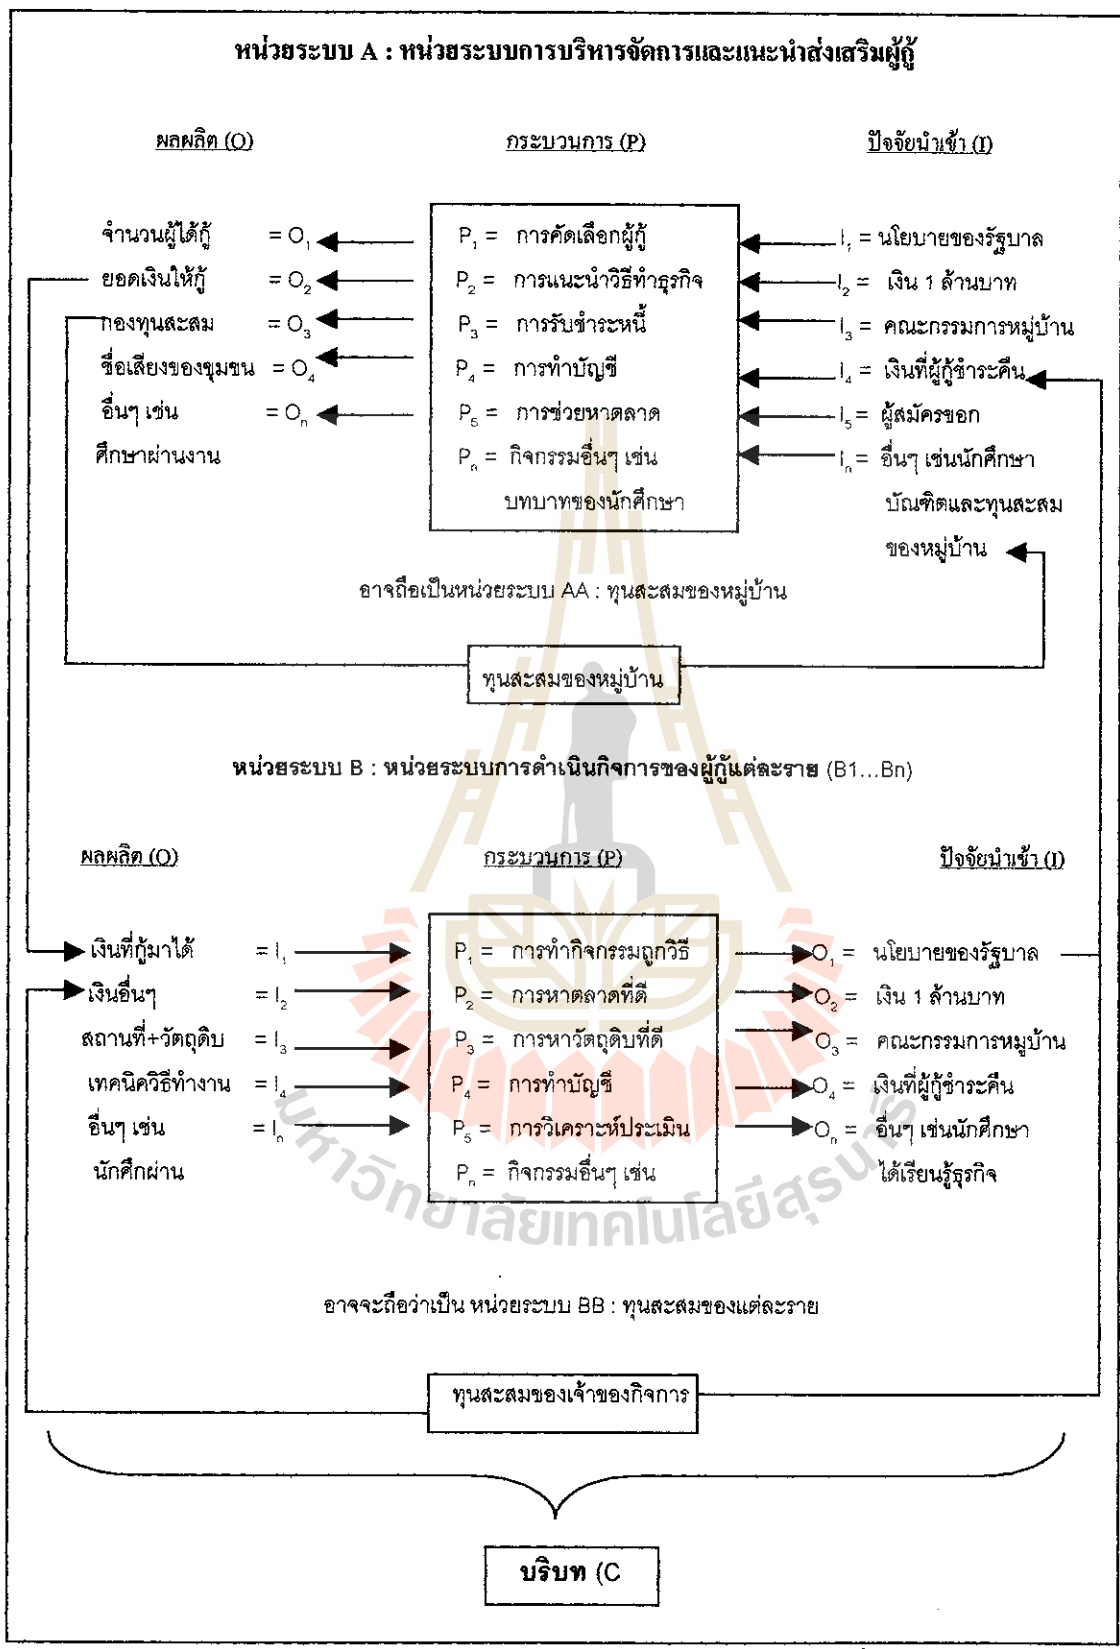 หน่วยระบบ A : หน่วยระบบการบริหารจัดการและแนะนำส่งเสริมผู้กู้
ผลผลิต (O) กระบวนการ (P) ปัจจัยนำเข้า (I)
จำนวนผู้ได้กู้ = O1 P1 = การคัดเลือกผู้กู้ I1 = นโยบายของรัฐบาล
ยอดเงินให้กู้ = O2 P2 = การแนะนำวิธีทำธุรกิจ I2 = เงิน 1 ล้านบาท
กองทุนสะสม = O3 P3 = การรับชำระหนี้ I3 = คณะกรรมการหมู่บ้าน
ชื่อเสียงของชุมชน = O4 P4 = การทำบัญชี I4 = เงินที่ผู้กู้ชำระคืน
อื่นๆ เช่น = On P5 = การช่วยหาตลาด I5 = ผู้สมัครขอก
ศึกษาผ่านงาน Pn = กิจกรรมอื่นๆ เช่น In = อื่นๆ เช่นนักศึกษา
บทบาทของนักศึกษา บัณฑิตและทุนสะสม
ของหมู่บ้าน
อาจถือเป็นหน่วยระบบ AA : ทุนสะสมของหมู่บ้าน
ทุนสะสมของหมู่บ้าน
หน่วยระบบ B : หน่วยระบบการดำเนินกิจการของผู้กู้แต่ละราย (B1...Bn)
ผลผลิต (O) กระบวนการ (P) ปัจจัยนำเข้า (I)
เงินที่กู้มาได้ = I1 P1 = การทำกิจกรรมถูกวิธี O1 = นโยบายของรัฐบาล
เงินอื่นๆ = I2 P2 = การหาตลาดที่ดี O2 = เงิน 1 ล้านบาท
สถานที่+วัตถุดิบ = I3 P3 = การหาวัตถุดิบที่ดี O3 = คณะกรรมการหมู่บ้าน
เทคนิควิธีทำงาน = I4 P4 = การทำบัญชี O4 = เงินที่ผู้กู้ชำระคืน
อื่นๆ เช่น = In P5 = การวิเคราะห์ประเมิน On = อื่นๆ เช่นนักศึกษา
นักศึกผ่าน Pn = กิจกรรมอื่นๆ เช่น ได้เรียนรู้ธุรกิจ
มหาวิทยาลัยเทคโนโลยีสุรนารี
อาจจะถือว่าเป็น หน่วยระบบ BB : ทุนสะสมของแต่ละราย
ทุนสะสมของเจ้าของกิจการ
บริบท (C